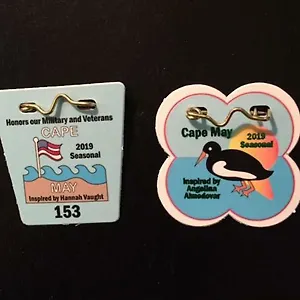 Honors our Military and Veterans
CAPE
2019
Seasonal
MAY
Inspired by Hannah Vaught
153
Cape May
2019
Seasonal
Inspired by
Angelina
Almodovar